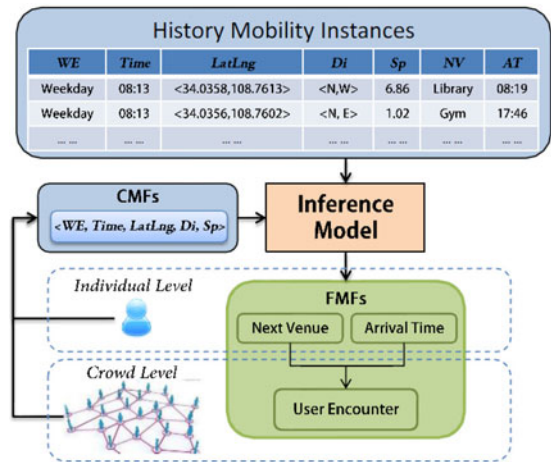 History Mobility Instances
WE Time LatLng Di Sp NV AT
Weekday 08:13 <34.0358,108.7613> <N,W> 6.86 Library 08:19
Weekday 08:13 <34.0356,108.7602> <N, E> 1.02 Gym 17:46
... ... ... ... ... ... ... ... ... ... ... ... ... ...
CMFs
<WE, Time, LatLng, Di, Sp>
Inference
Model
Individual Level
FMFs
Next Venue Arrival Time
Crowd Level
User Encounter